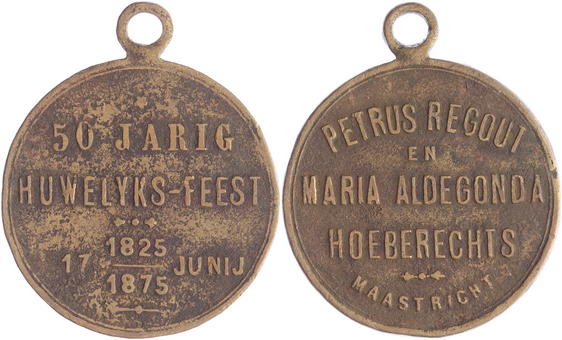 50 JARIG
HUWELYKS-FEEST
1825
17 JUNIJ
1875
PETRUS REGOUT
EN
MARIA ALDEGONDA
HOEBERECHTS
MAASTRICHT